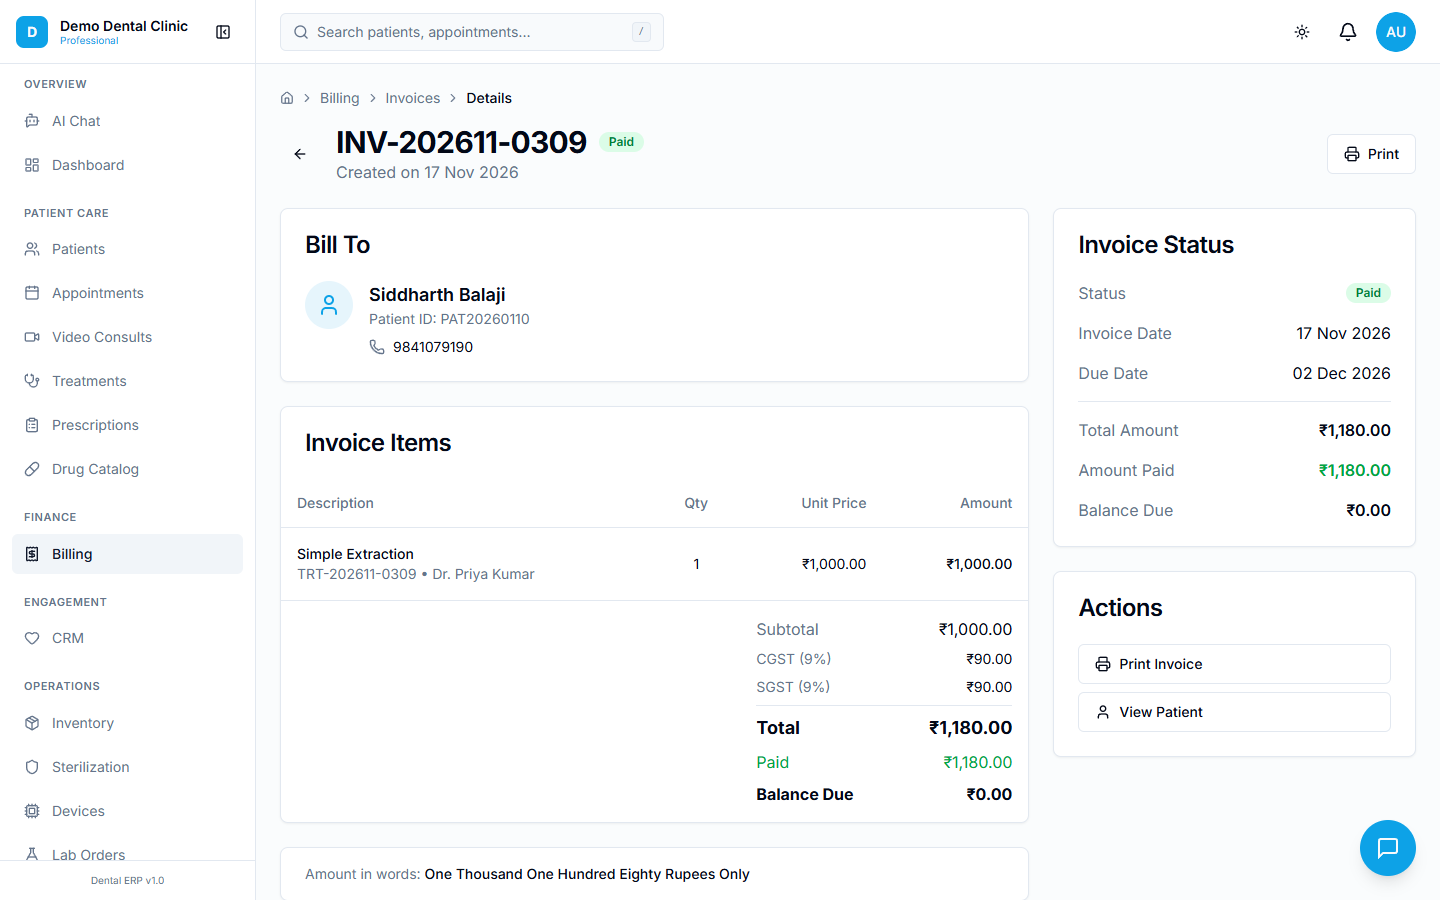 D
Demo Dental Clinic
Professional
Search patients, appointments...
/
AU
OVERVIEW
AI Chat
Dashboard
PATIENT CARE
Patients
Appointments
Video Consults
Treatments
Prescriptions
Drug Catalog
FINANCE
Billing
ENGAGEMENT
CRM
OPERATIONS
Inventory
Sterilization
Devices
Lab Orders
Dental ERP v1.0
Billing
Invoices
Details
INV-202611-0309
Paid
Created on 17 Nov 2026
Print
Bill To
Siddharth Balaji
Patient ID: PAT20260110
9841079190
Invoice Items
Description Qty Unit Price Amount
Simple Extraction
TRT-202611-0309 • Dr. Priya Kumar
1 ₹1,000.00 ₹1,000.00
Subtotal ₹1,000.00
CGST (9%) ₹90.00
SGST (9%) ₹90.00
Total ₹1,180.00
Paid ₹1,180.00
Balance Due ₹0.00
Amount in words: One Thousand One Hundred Eighty Rupees Only
Invoice Status
Status Paid
Invoice Date 17 Nov 2026
Due Date 02 Dec 2026
Total Amount ₹1,180.00
Amount Paid ₹1,180.00
Balance Due ₹0.00
Actions
Print Invoice
View Patient